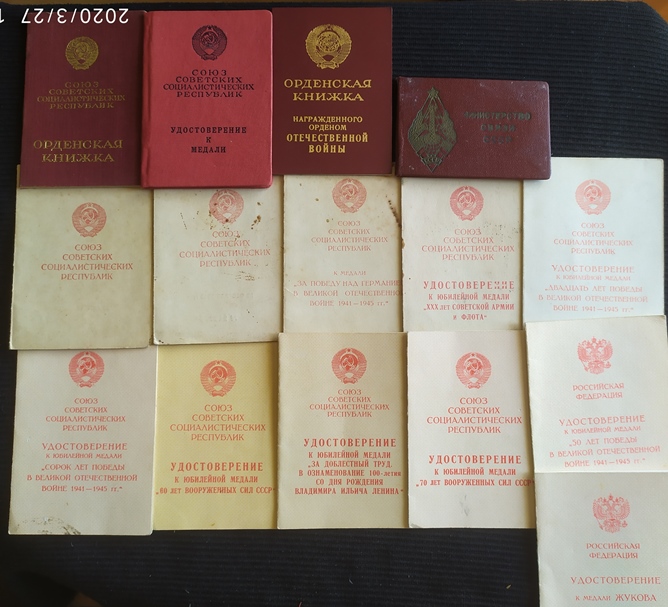 2020/3/27 1
СОЮЗ
СОВЕТСКИХ
СОЦИАЛИСТИЧЕСКИХ
РЕСПУБЛИК
ОРДЕНСКАЯ
КНИЖКА
СОЮЗ
СОВЕТСКИХ
СОЦИАЛИСТИЧЕСКИХ
РЕСПУБЛИК
УДОСТОВЕРЕНИЕ
К
МЕДАЛИ
ОРДЕНСКАЯ
КНИЖКА
НАГРАЖДЕННОГО
ОРДЕНОМ
ОТЕЧЕСТВЕННОЙ
ВОЙНЫ
МИНИСТЕРСТВО
СССР
СОЮЗ
СОВЕТСКИХ
СОЦИАЛИСТИЧЕСКИХ
РЕСПУБЛИК
СОЮЗ
СОВЕТСКИХ
СОЦИАЛИСТИЧЕСКИХ
РЕСПУБЛИК
СОЮЗ
СОВЕТСКИХ
СОЦИАЛИСТИЧЕСКИХ
РЕСПУБЛИК
К МЕДАЛИ
„ЗА ПОБЕДУ НАД ГЕРМАНИЕ
В ВЕЛИКОЙ ОТЕЧЕСТВЕННО
ВОЙНЕ 1941—1945 гг."
СОЮЗ
СОВЕТСКИХ
СОЦИАЛИСТИЧЕСКИХ
РЕСПУБЛИК
УДОСТОВЕРЕНИЕ
К ЮБИЛЕЙНОЙ МЕДАЛИ
„XXX ЛЕТ СОВЕТСКОЙ АРМИИ
и ФЛОТА"
СОЮЗ
СОВЕТСКИХ
СОЦИАЛИСТИЧЕСКИХ
РЕСПУБЛИК
УДОСТОВЕРЕНИЕ
К ЮБИЛЕЙНОЙ МЕДАЛИ
„ДВАДЦАТЬ ЛЕТ ПОБЕДЫ
В ВЕЛИКОЙ ОТЕЧЕСТВЕННОЙ
ВОЙНЕ 1941—1945 гг."
СОЮЗ
СОВЕТСКИХ
СОЦИАЛИСТИЧЕСКИХ
РЕСПУБЛИК
УДОСТОВЕРЕНИЕ
К ЮБИЛЕЙНОЙ МЕДАЛИ
„СОРОК ЛЕТ ПОБЕДЫ
В ВЕЛИКОЙ ОТЕЧЕСТВЕННОЙ
ВОЙНЕ 1941—1945 гг."
СОЮЗ
СОВЕТСКИХ
СОЦИАЛИСТИЧЕСКИХ
РЕСПУБЛИК
УДОСТОВЕРЕНИЕ
К ЮБИЛЕЙНОЙ МЕДАЛИ
„60 ЛЕТ ВООРУЖЕННЫХ СИЛ СССР"
СОЮЗ
СОВЕТСКИХ
СОЦИАЛИСТИЧЕСКИХ
РЕСПУБЛИК
УДОСТОВЕРЕНИЕ
К ЮБИЛЕЙНОЙ МЕДАЛИ
„ЗА ДОБЛЕСТНЫЙ ТРУД.
В ОЗНАМЕНОВАНИЕ 100-летия
СО ДНЯ РОЖДЕНИЯ
ВЛАДИМИРА ИЛЬИЧА ЛЕНИНА"
СОЮЗ
СОВЕТСКИХ
СОЦИАЛИСТИЧЕСКИХ
РЕСПУБЛИК
УДОСТОВЕРЕНИЕ
К ЮБИЛЕЙНОЙ МЕДАЛИ
„70 ЛЕТ ВООРУЖЕННЫХ СИЛ СССР"
РОССИЙСКАЯ
ФЕДЕРАЦИЯ
УДОСТОВЕРЕНИЕ
К ЮБИЛЕЙНОЙ МЕДАЛИ
„50 ЛЕТ ПОБЕДЫ
В ВЕЛИКОЙ ОТЕЧЕСТВЕННОЙ
ВОЙНЕ 1941—1945 гг."
РОССИЙСКАЯ
ФЕДЕРАЦИЯ
УДОСТОВЕРЕНИЕ
К МЕДАЛИ ЖУКОВА